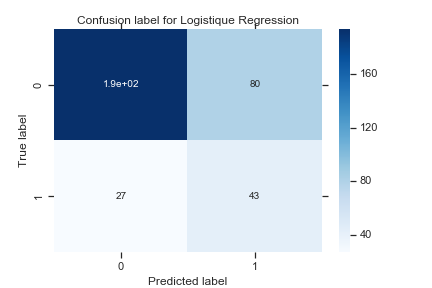 Confusion label for Logistique Regression
True label
0
1
1.9e+02
80
27
43
0
1
Predicted label
160
120
80
40